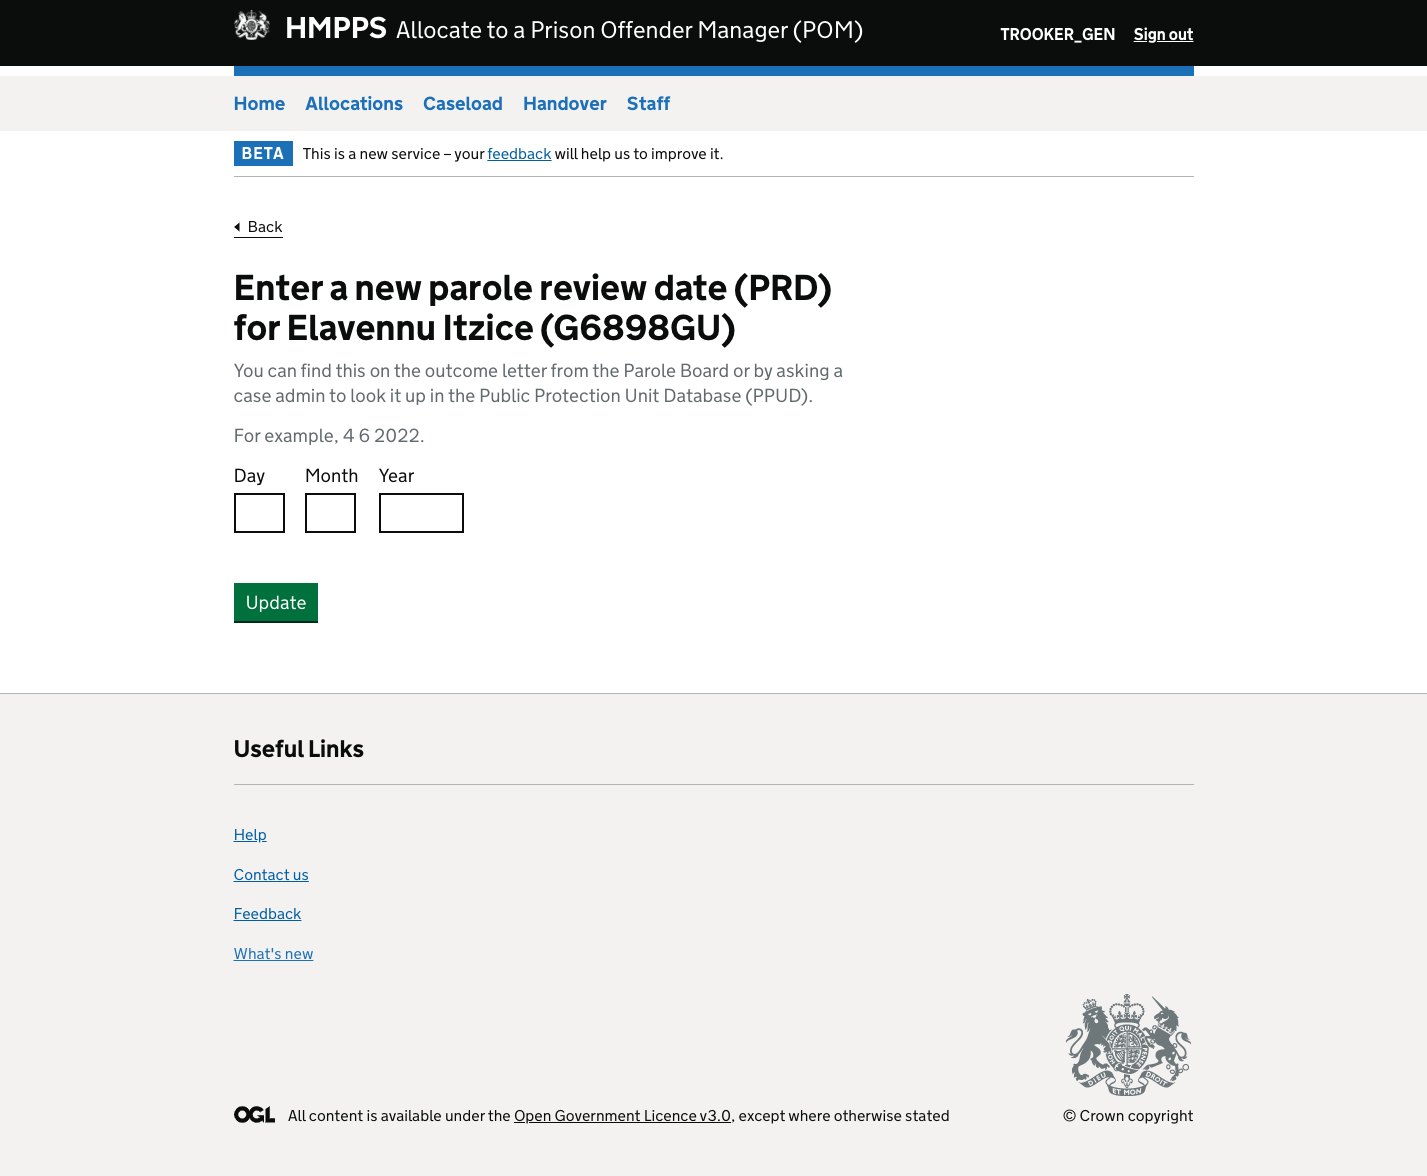 HMPPS Allocate to a Prison Offender Manager (POM)
TROOKER_GEN Sign out
Home Allocations Caseload Handover Staff
BETA This is a new service – your feedback will help us to improve it.
Back
Enter a new parole review date (PRD)
for Elavennu Itzice (G6898GU)
You can find this on the outcome letter from the Parole Board or by asking a
case admin to look it up in the Public Protection Unit Database (PPUD).
For example, 4 6 2022.
Day Month Year
Update
Useful Links
Help
Contact us
Feedback
What's new
DIEU ET MON DROIT
OGL All content is available under the Open Government Licence v3.0, except where otherwise stated
© Crown copyright